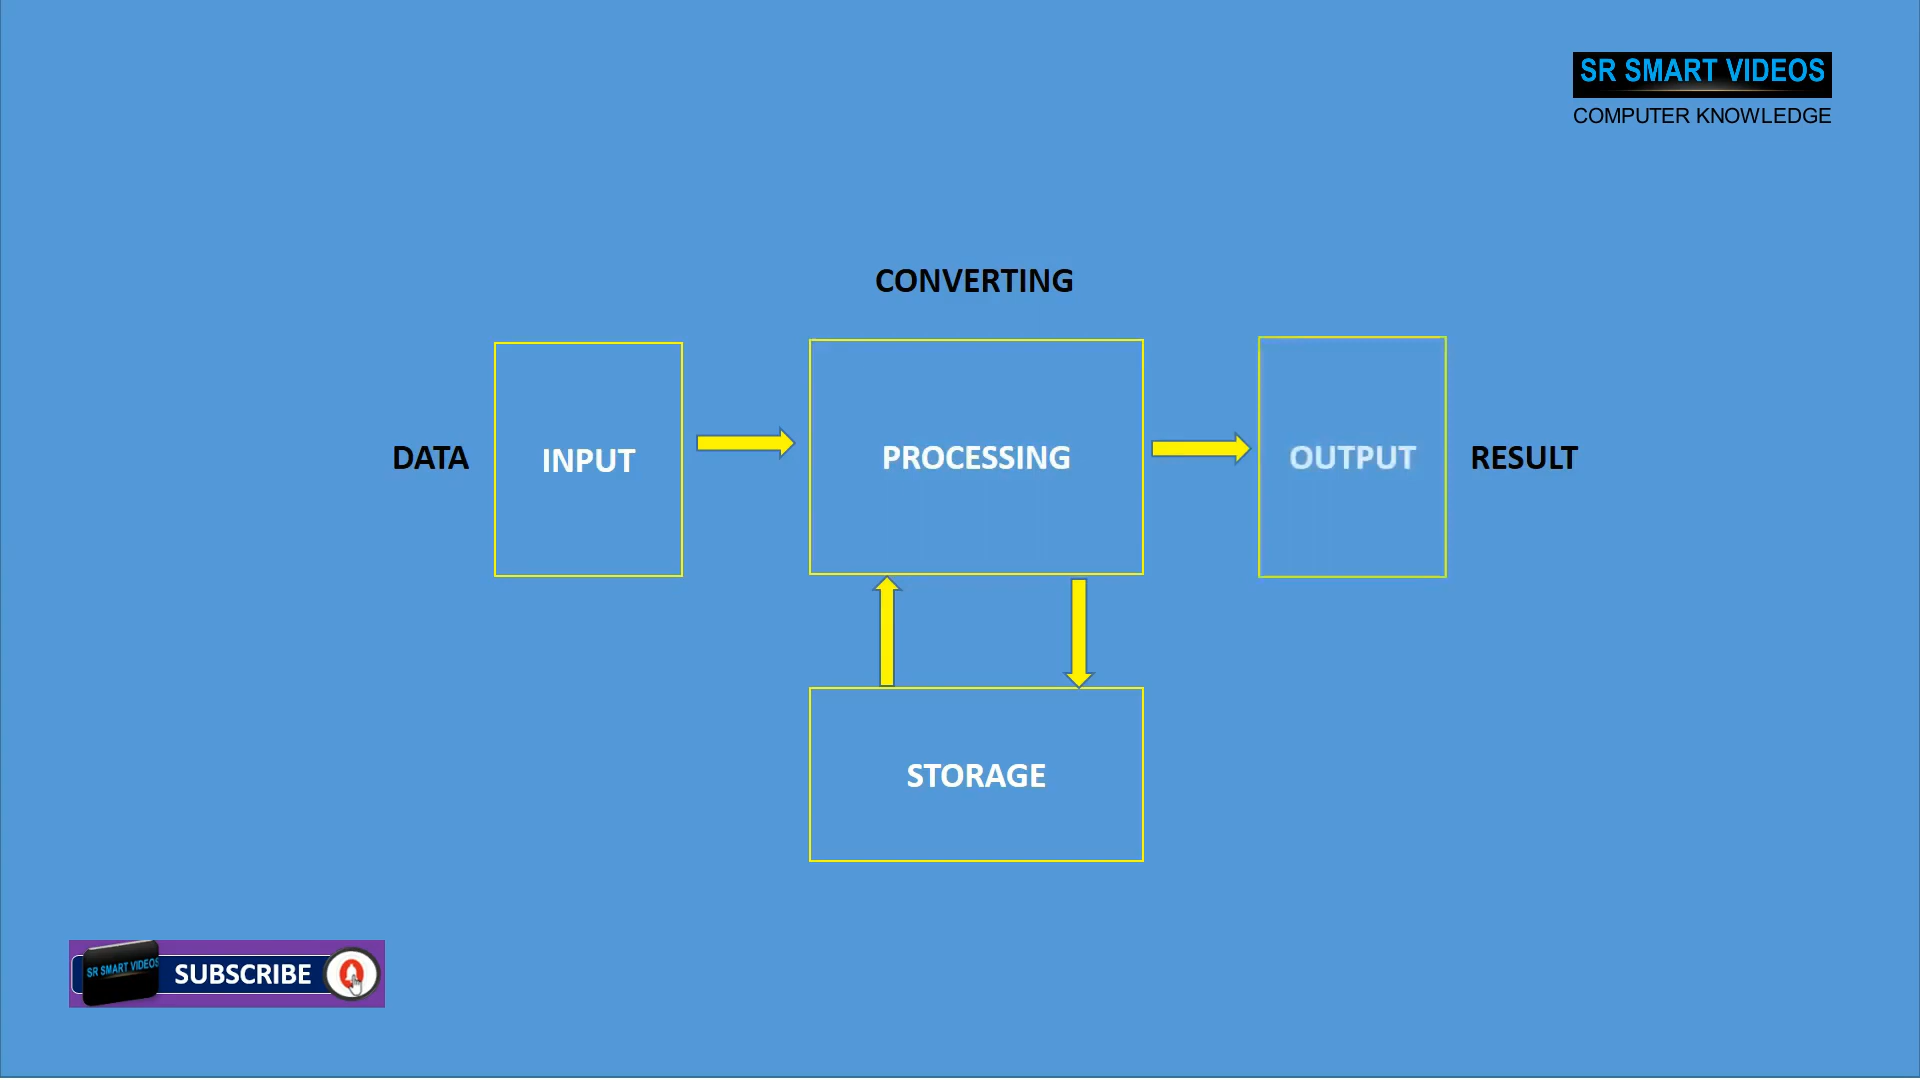 SR SMART VIDEOS
COMPUTER KNOWLEDGE
CONVERTING
DATA
INPUT
PROCESSING
OUTPUT
RESULT
STORAGE
SR SMART VIDEOS
SUBSCRIBE